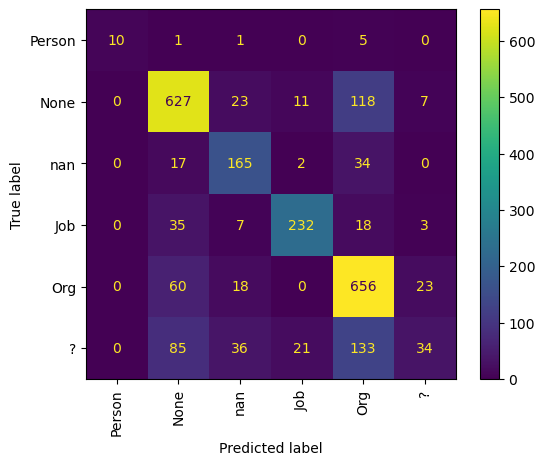 Person 10 1 1 0 5 0
None 0 627 23 11 118 7
nan 0 17 165 2 34 0
Job 0 35 7 232 18 3
Org 0 60 18 0 656 23
? 0 85 36 21 133 34
Person None nan Job Org ?
True label
Predicted label
600
500
400
300
200
100
0